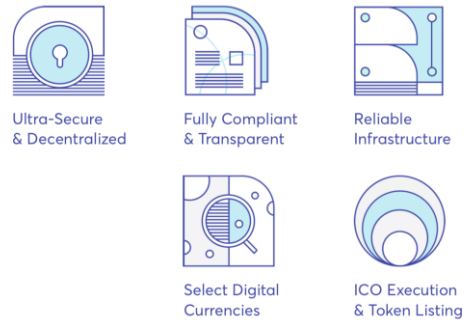 Ultra-Secure
& Decentralized
Fully Compliant
& Transparent
Reliable
Infrastructure
Select Digital
Currencies
ICO Execution
& Token Listing